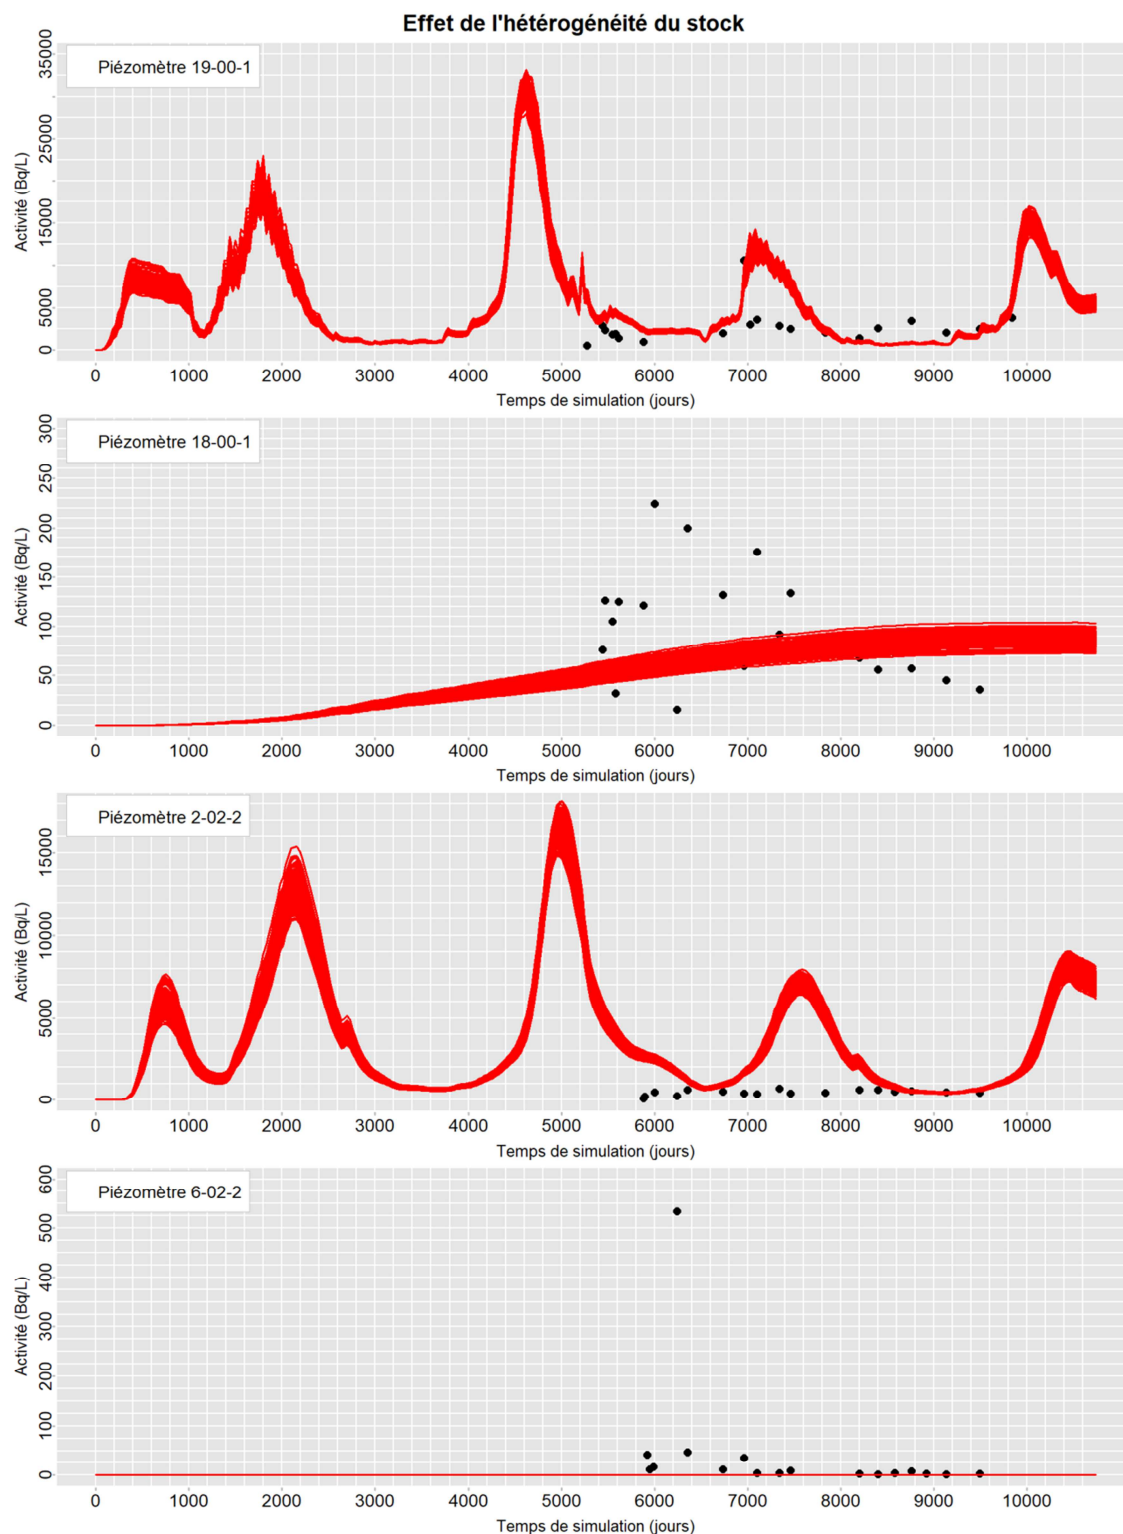 Effet de l'hétérogénéité du stock
Piézomètre 19-00-1
Activité (Bq/L)
35000
25000
15000
5000
0
0 1000 2000 3000 4000 5000 6000 7000 8000 9000 10000
Temps de simulation (jours)
Piézomètre 18-00-1
Activité (Bq/L)
300
250
200
150
100
50
0
0 1000 2000 3000 4000 5000 6000 7000 8000 9000 10000
Temps de simulation (jours)
Piézomètre 2-02-2
Activité (Bq/L)
15000
10000
5000
0
0 1000 2000 3000 4000 5000 6000 7000 8000 9000 10000
Temps de simulation (jours)
Piézomètre 6-02-2
Activité (Bq/L)
600
500
400
300
200
100
0
0 1000 2000 3000 4000 5000 6000 7000 8000 9000 10000
Temps de simulation (jours)